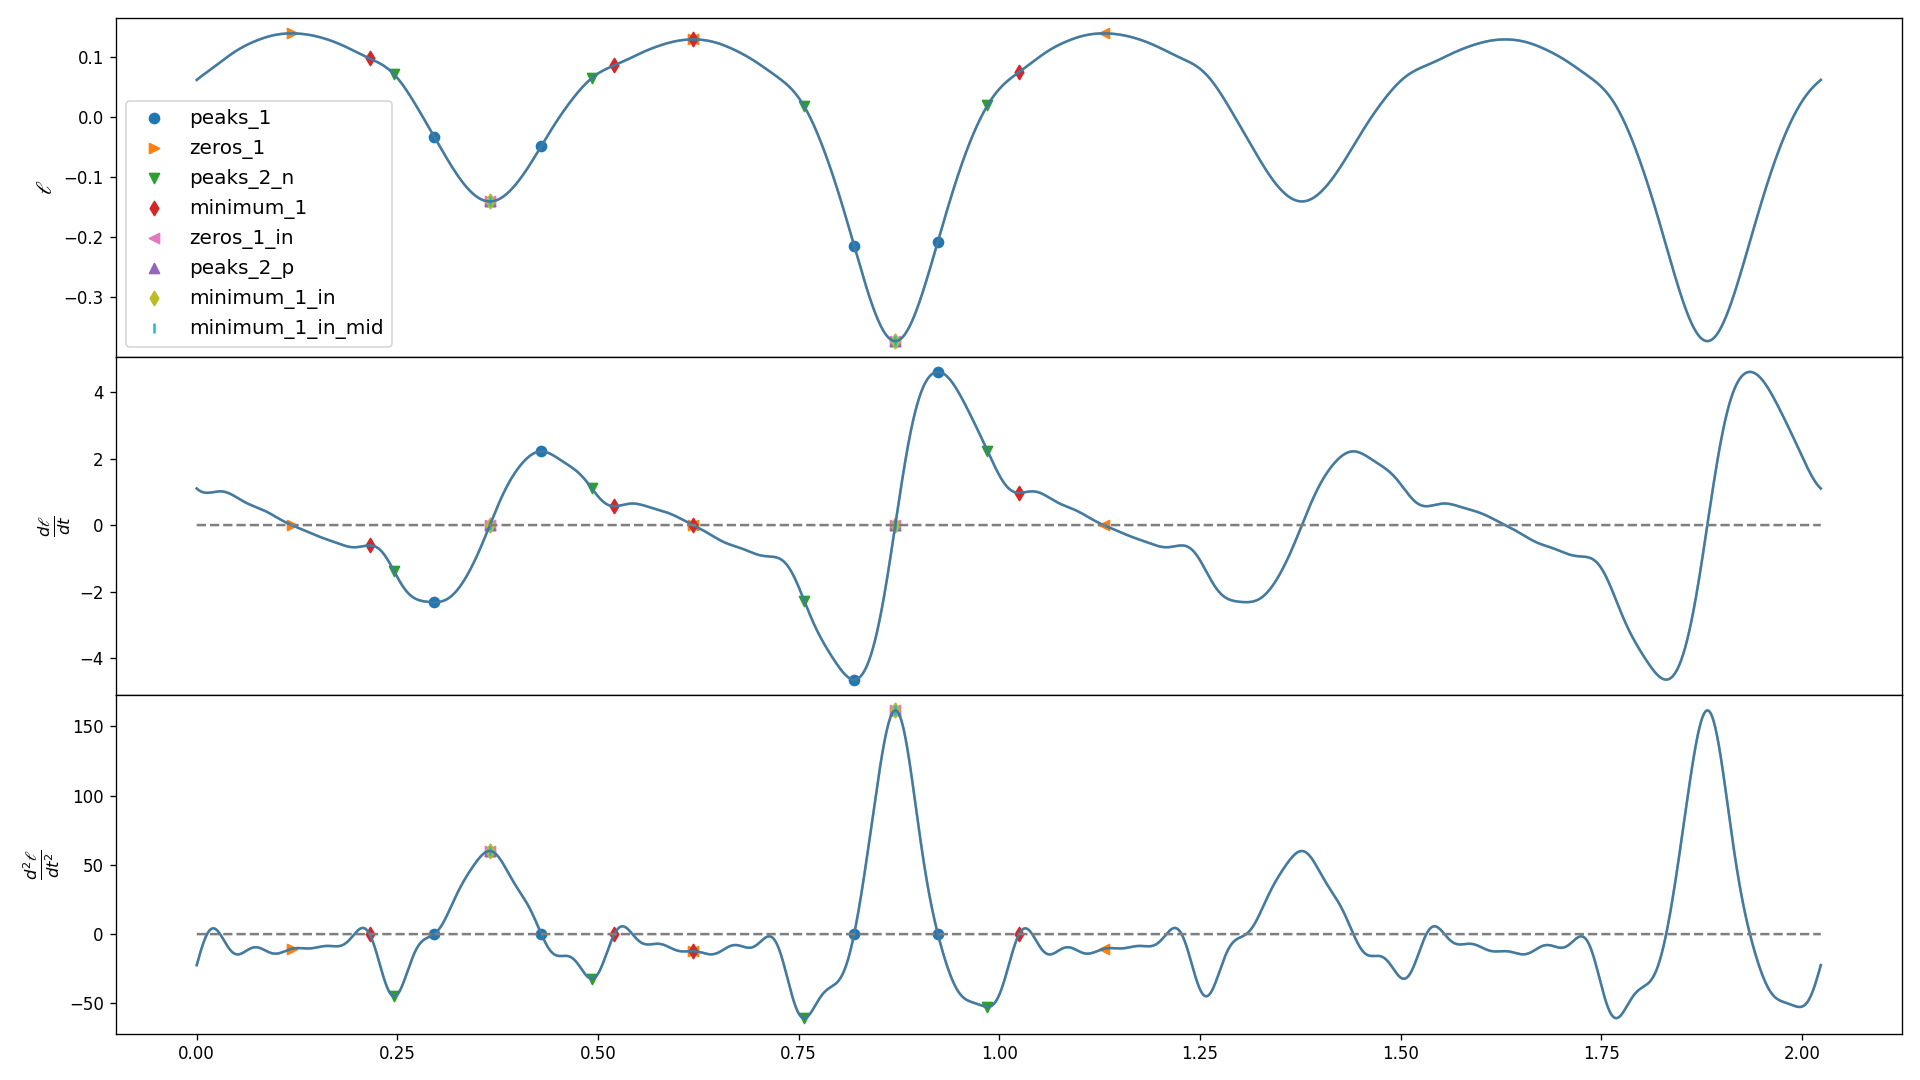 0.1
0.0
−0.1
−0.2
−0.3
ℓ
peaks_1
zeros_1
peaks_2_n
minimum_1
zeros_1_in
peaks_2_p
minimum_1_in
minimum_1_in_mid
4
2
0
−2
−4
dℓ
dt
150
100
50
0
−50
d²ℓ
dt²
0.00 0.25 0.50 0.75 1.00 1.25 1.50 1.75 2.00